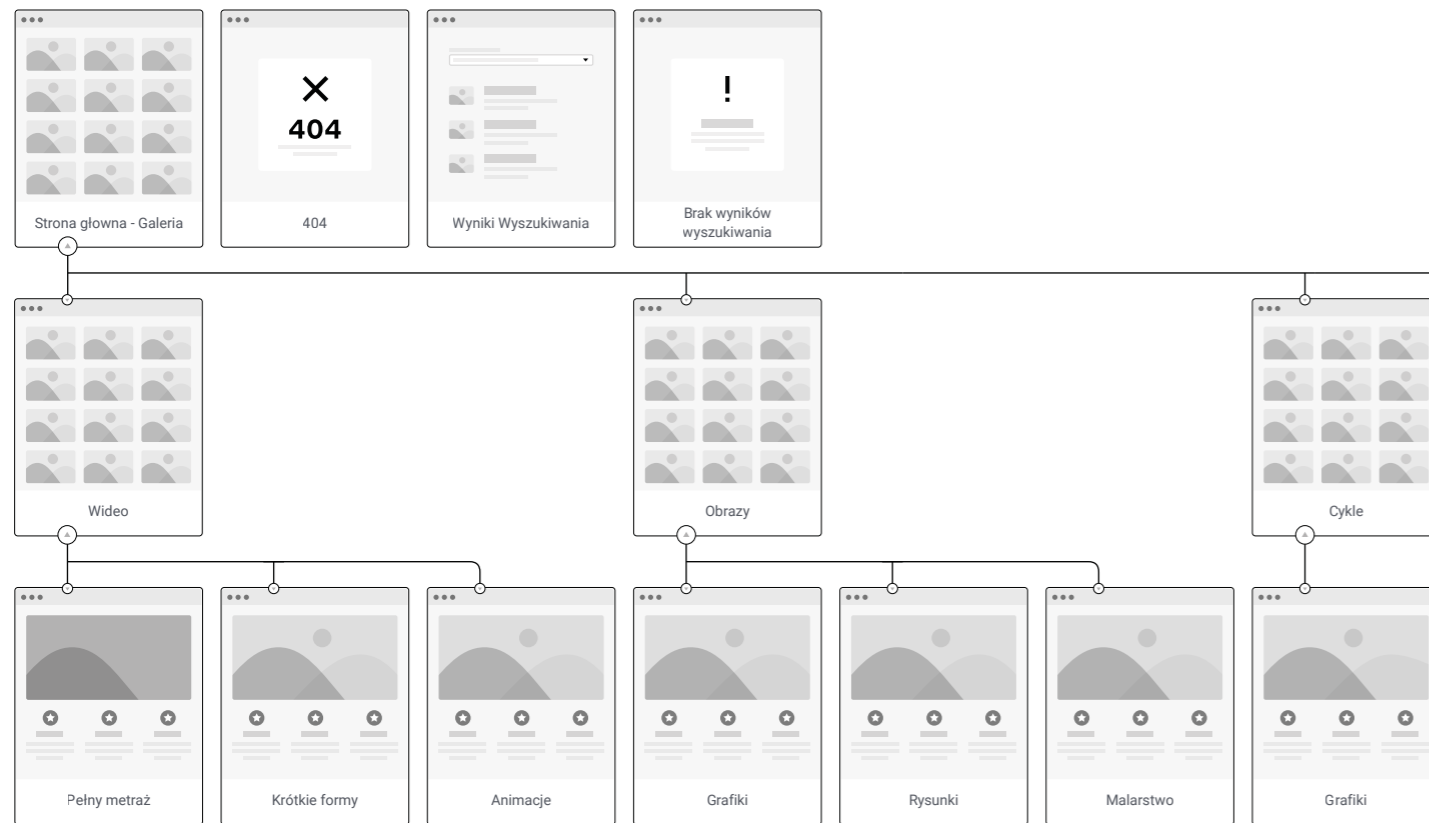 404
Strona głowna - Galeria
404
Wyniki Wyszukiwania
Brak wyników
wyszukiwania
Wideo
Obrazy
Cykle
Pełny metraż
Krótkie formy
Animacje
Grafiki
Rysunki
Malarstwo
Grafiki